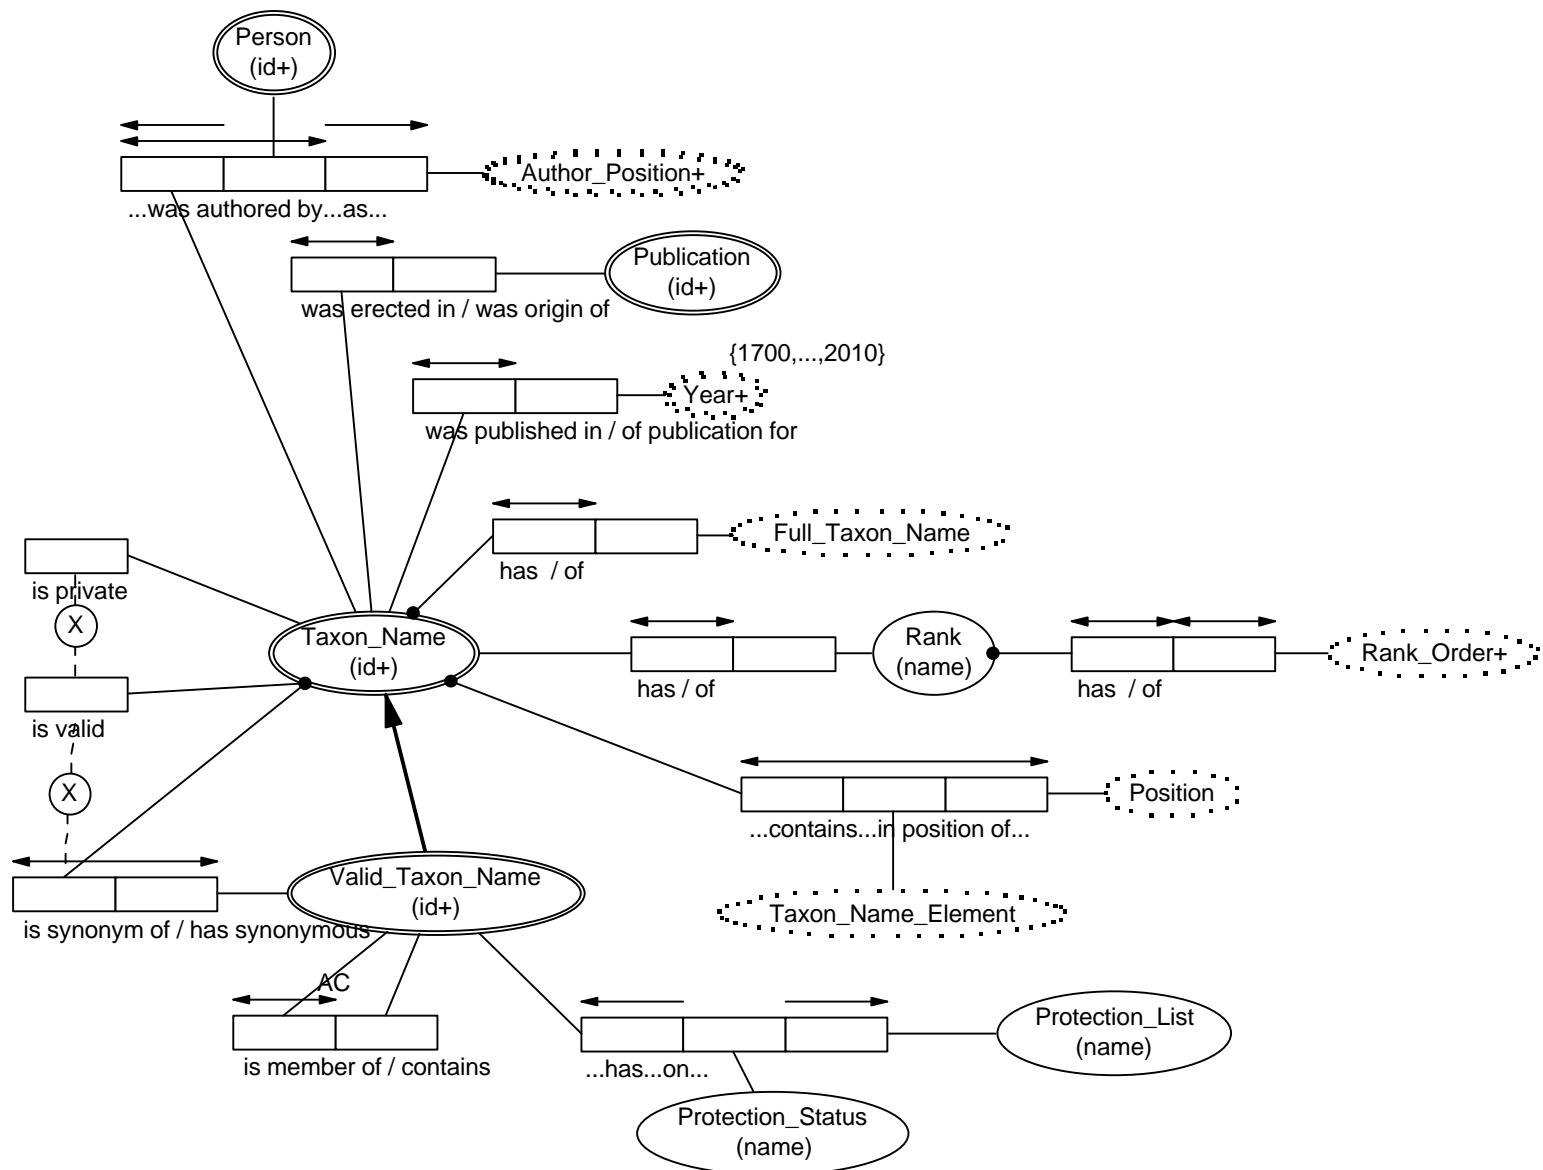 Person
(id+)
Author_Position+
...was authored by...as...
Publication
(id+)
was erected in / was origin of
{1700,...,2010}
Year+
was published in / of publication for
Full_Taxon_Name
has / of
is private
X
Taxon_Name
(id+)
Rank
(name)
Rank_Order+
has / of
has / of
is valid
X
Position
...contains...in position of...
Valid_Taxon_Name
(id+)
Taxon_Name_Element
is synonym of / has synonymous
AC
is member of / contains
...has...on...
Protection_List
(name)
Protection_Status
(name)